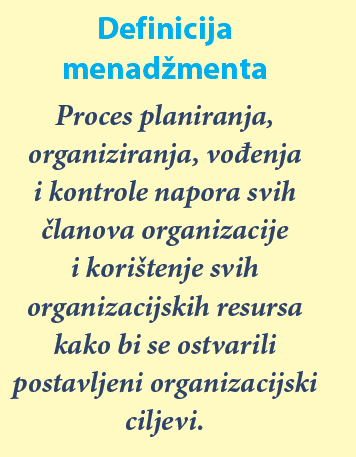 Definicija
menadžmenta
Proces planiranja,
organiziranja, vođenja
i kontrole napora svih
članova organizacije
i korištenje svih
organizacijskih resursa
kako bi se ostvarili
postavljeni organizacijski
ciljevi.